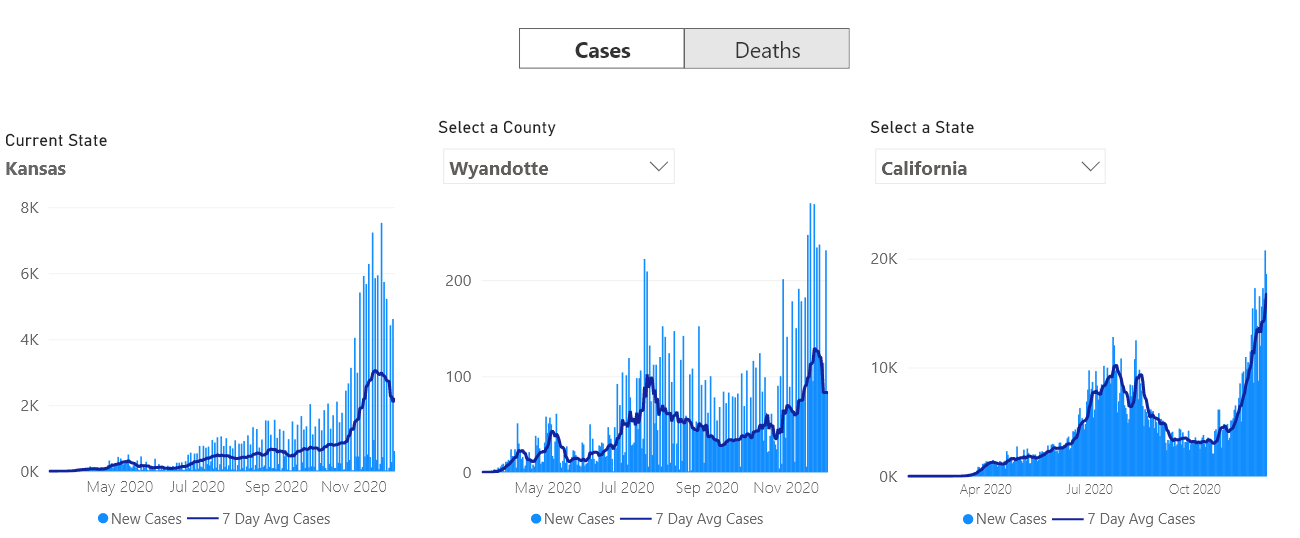 Cases Deaths
Current State
Kansas
8K
6K
4K
2K
0K
May 2020 Jul 2020 Sep 2020 Nov 2020
New Cases 7 Day Avg Cases
Select a County
Wyandotte
200
100
0
May 2020 Jul 2020 Sep 2020 Nov 2020
New Cases 7 Day Avg Cases
Select a State
California
20K
10K
0K
Apr 2020 Jul 2020 Oct 2020
New Cases 7 Day Avg Cases